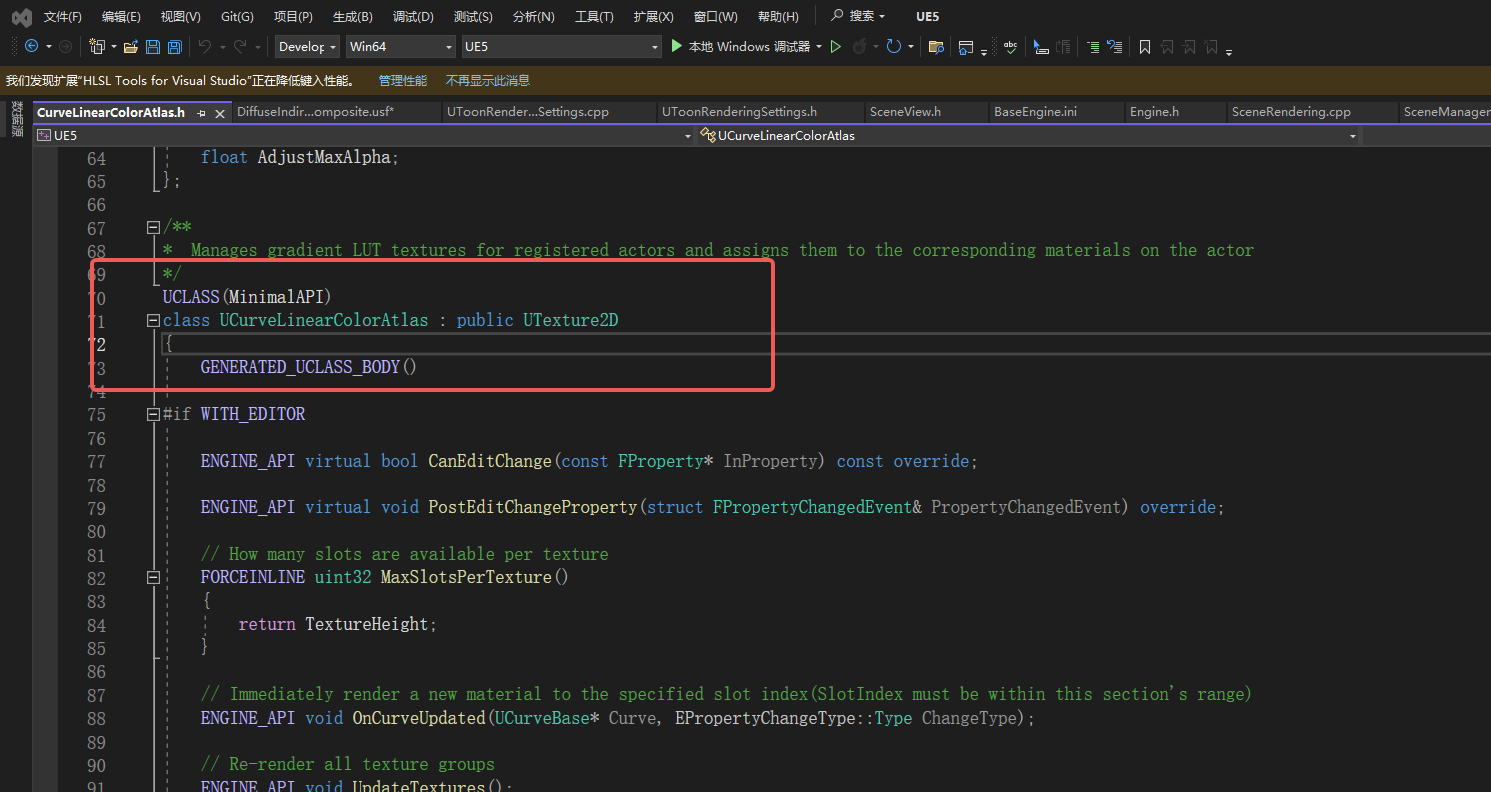 文件(F) 编辑(E) 视图(V) Git(G) 项目(P) 生成(B) 调试(D) 测试(S) 分析(N) 工具(T) 扩展(X) 窗口(W) 帮助(H) 搜索 UE5
Develop Win64 UE5 本地 Windows 调试器
我们发现扩展"HLSL Tools for Visual Studio"正在降低键入性能。 管理性能 不再显示此消息
数据源
CurveLinearColorAtlas.h DiffuseIndir...omposite.usf* UToonRender...Settings.cpp UToonRenderingSettings.h SceneView.h BaseEngine.ini Engine.h SceneRendering.cpp SceneManager
UE5 UCurveLinearColorAtlas
64 float AdjustMaxAlpha;
65 };
66
67 /**
68 * Manages gradient LUT textures for registered actors and assigns them to the corresponding materials on the actor
69 */
70 UCLASS(MinimalAPI)
71 class UCurveLinearColorAtlas : public UTexture2D
72 {
73 GENERATED_UCLASS_BODY()
74
75 #if WITH_EDITOR
76
77 ENGINE_API virtual bool CanEditChange(const FProperty* InProperty) const override;
78
79 ENGINE_API virtual void PostEditChangeProperty(struct FPropertyChangedEvent& PropertyChangedEvent) override;
80
81 // How many slots are available per texture
82 FORCEINLINE uint32 MaxSlotsPerTexture()
83 {
84 return TextureHeight;
85 }
86
87 // Immediately render a new material to the specified slot index(SlotIndex must be within this section's range)
88 ENGINE_API void OnCurveUpdated(UCurveBase* Curve, EPropertyChangeType::Type ChangeType);
89
90 // Re-render all texture groups
91 ENGINE_API void UpdateTextures();